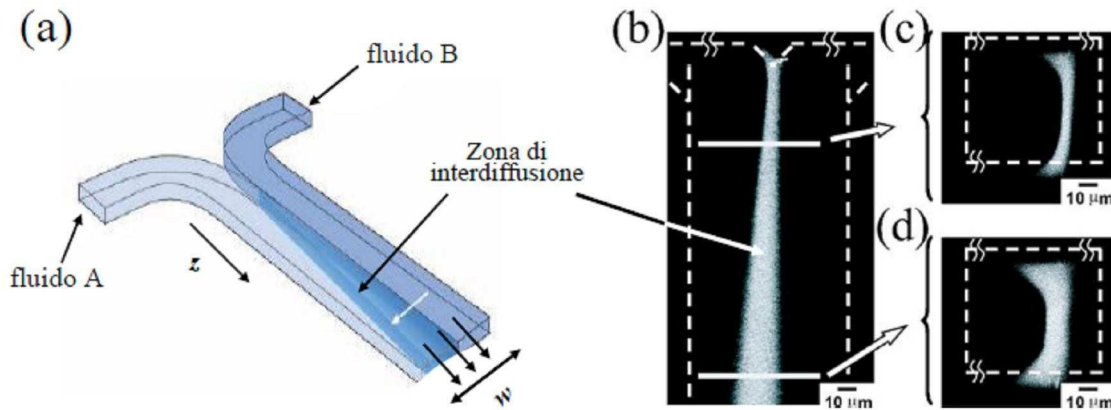 (a)
fluido B
Zona di
interdiffusione
fluido A
z
w
(b)
(c)
10 μm
(d)
10 μm
10 μm